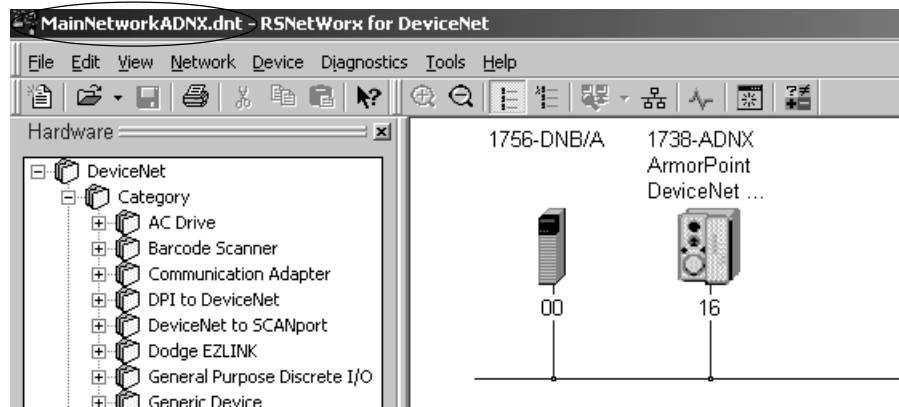 MainNetworkADNX.dnt - RSNetWorx for DeviceNet
File Edit View Network Device Diagnostics Tools Help
Hardware
1756-DNB/A
1738-ADNX
ArmorPoint
DeviceNet ...
DeviceNet
Category
AC Drive
Barcode Scanner
Communication Adapter
DPI to DeviceNet
DeviceNet to SCANport
Dodge EZLINK
General Purpose Discrete I/O
Generic Device
00
16